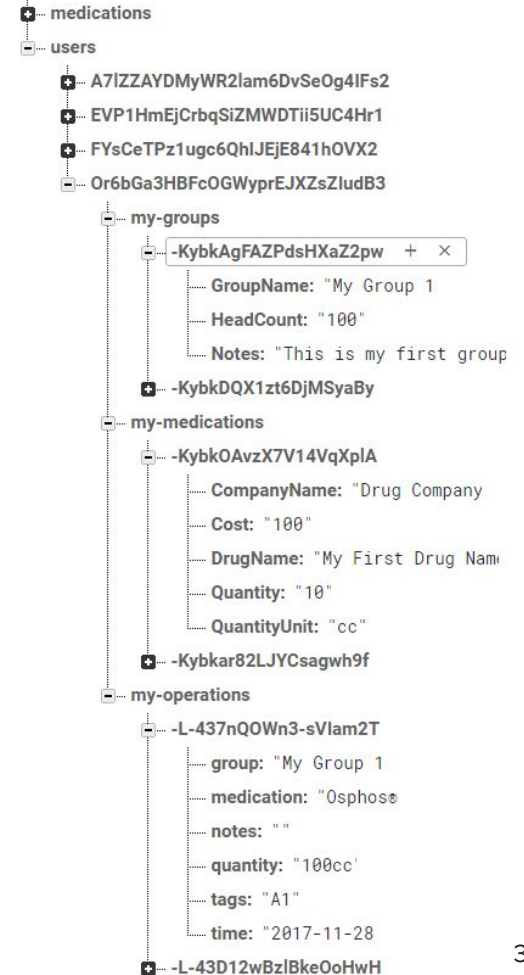 medications
users
A7lZZAYDMyWR2lam6DvSeOg4IFs2
EVP1HmEjCrbqSiZMWDTii5UC4Hr1
FYsCeTPz1ugc6QhlJEjE841hOVX2
Or6bGa3HBFcOGWyprEJXZsZludB3
my-groups
-KybkAgFAZPdsHXaZ2pw + ×
GroupName: "My Group 1
HeadCount: "100"
Notes: "This is my first group
-KybkDQX1zt6DjMSyaBy
my-medications
-KybkOAvzX7V14VqXplA
CompanyName: "Drug Company
Cost: "100"
DrugName: "My First Drug Name
Quantity: "10"
QuantityUnit: "cc"
-Kybkar82LJYCsagwh9f
my-operations
-L-437nQOWn3-sVlam2T
group: "My Group 1
medication: "Osphos®
notes: ""
quantity: "100cc'
tags: "A1"
time: "2017-11-28
3
-L-43D12wBzlBkeOoHwH